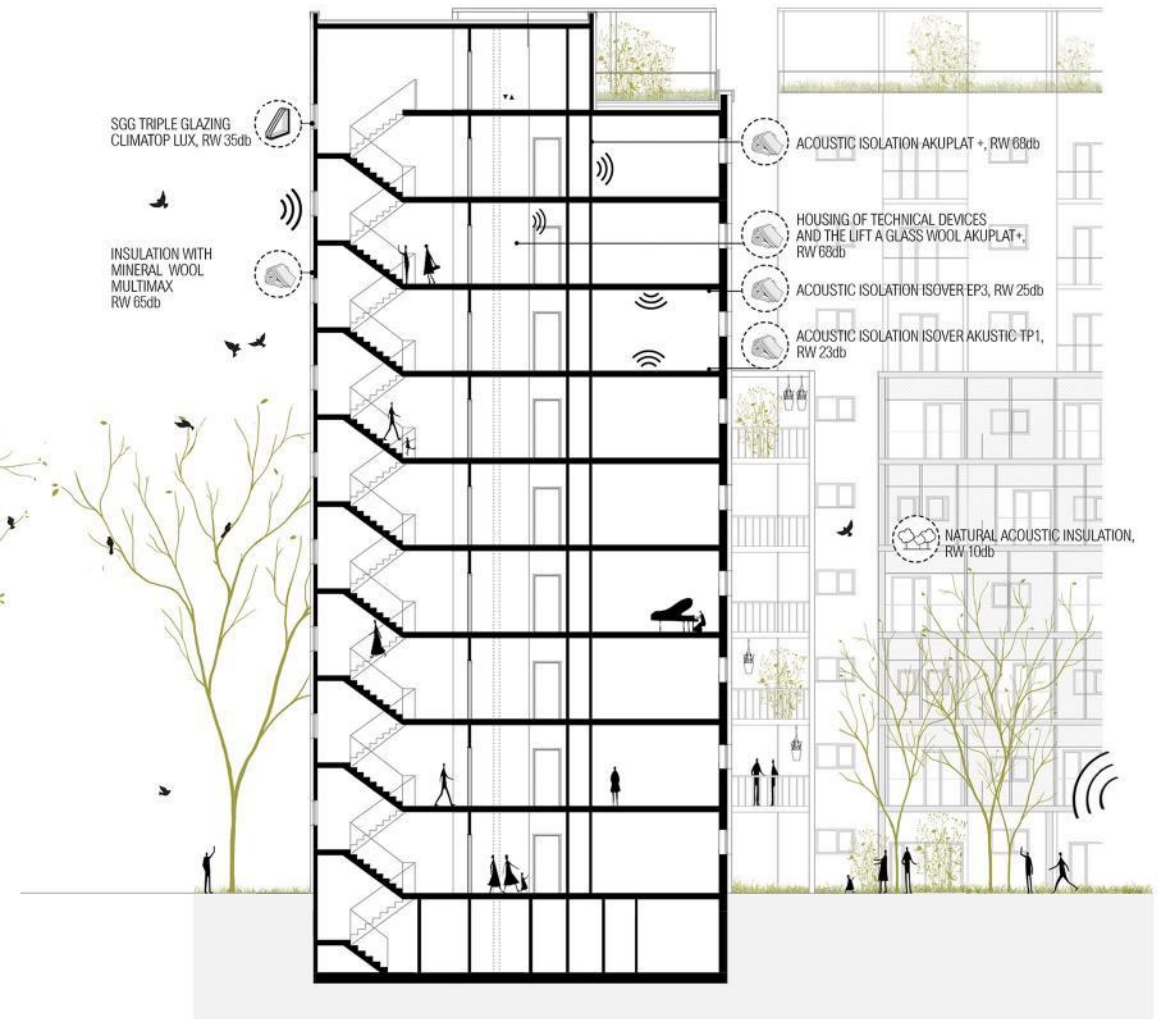 SGG TRIPLE GLAZING
CLIMATOP LUX, RW 35db
INSULATION WITH
MINERAL WOOL
MULTIMAX
RW 65db
ACOUSTIC ISOLATION AKUPLAT +, RW 68db
HOUSING OF TECHNICAL DEVICES
AND THE LIFT A GLASS WOOL AKUPLAT+,
RW 68db
ACOUSTIC ISOLATION ISOVER EP3, RW 25db
ACOUSTIC ISOLATION ISOVER AKUSTIC TP1,
RW 23db
NATURAL ACOUSTIC INSULATION,
RW 10db